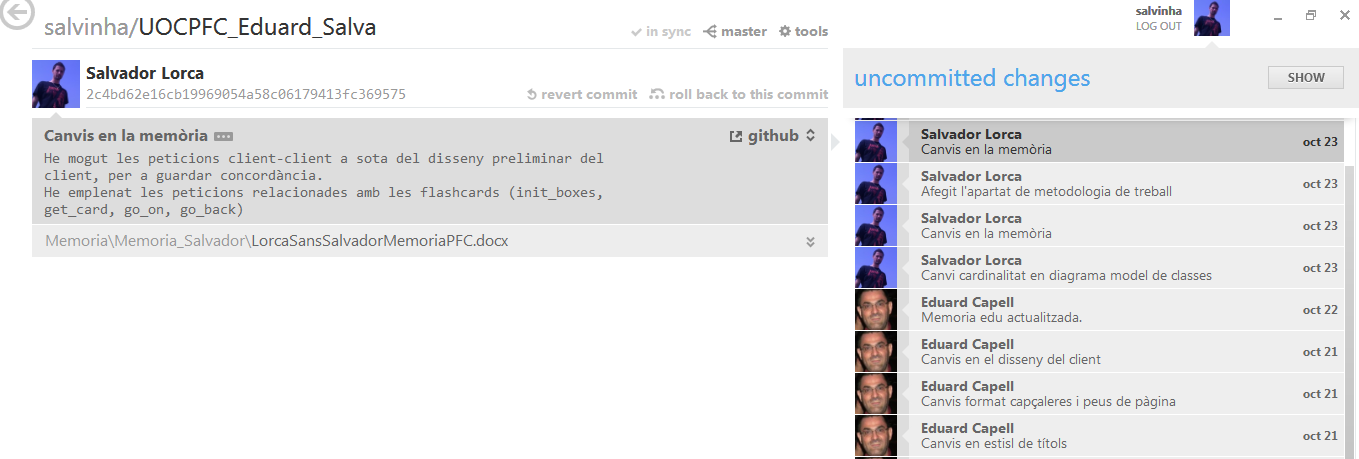 salvinha/UOCPFC_Eduard_Salva
in sync master tools
salvinha
LOG OUT
Salvador Lorca
2c4bd62e16cb19969054a58c06179413fc369575
revert commit roll back to this commit
Canvis en la memòria
github
He mogut les peticions client-client a sota del disseny preliminar del
client, per a guardar concordància.
He emplenat les peticions relacionades amb les flashcards (init_boxes,
get_card, go_on, go_back)
Memoria\Memoria_Salvador\LorcaSansSalvadorMemoriaPFC.docx
uncommitted changes
SHOW
Salvador Lorca
Canvis en la memòria
oct 23
Salvador Lorca
Afegit l'apartat de metodologia de treball
oct 23
Salvador Lorca
Canvis en la memòria
oct 23
Salvador Lorca
Canvi cardinalitat en diagrama model de classes
oct 23
Eduard Capell
Memoria edu actualitzada.
oct 22
Eduard Capell
Canvis en el disseny del client
oct 21
Eduard Capell
Canvis format capçaleres i peus de pàgina
oct 21
Eduard Capell
Canvis en estisl de títols
oct 21